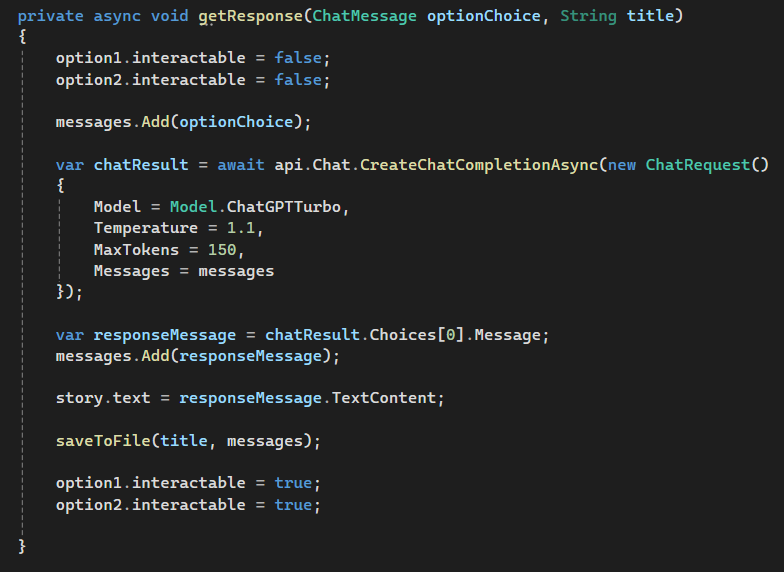 private async void getResponse(ChatMessage optionChoice, String title)
{
option1.interactable = false;
option2.interactable = false;
messages.Add(optionChoice);
var chatResult = await api.Chat.CreateChatCompletionAsync(new ChatRequest()
{
Model = Model.ChatGPTTurbo,
Temperature = 1.1,
MaxTokens = 150,
Messages = messages
});
var responseMessage = chatResult.Choices[0].Message;
messages.Add(responseMessage);
story.text = responseMessage.TextContent;
saveToFile(title, messages);
option1.interactable = true;
option2.interactable = true;
}